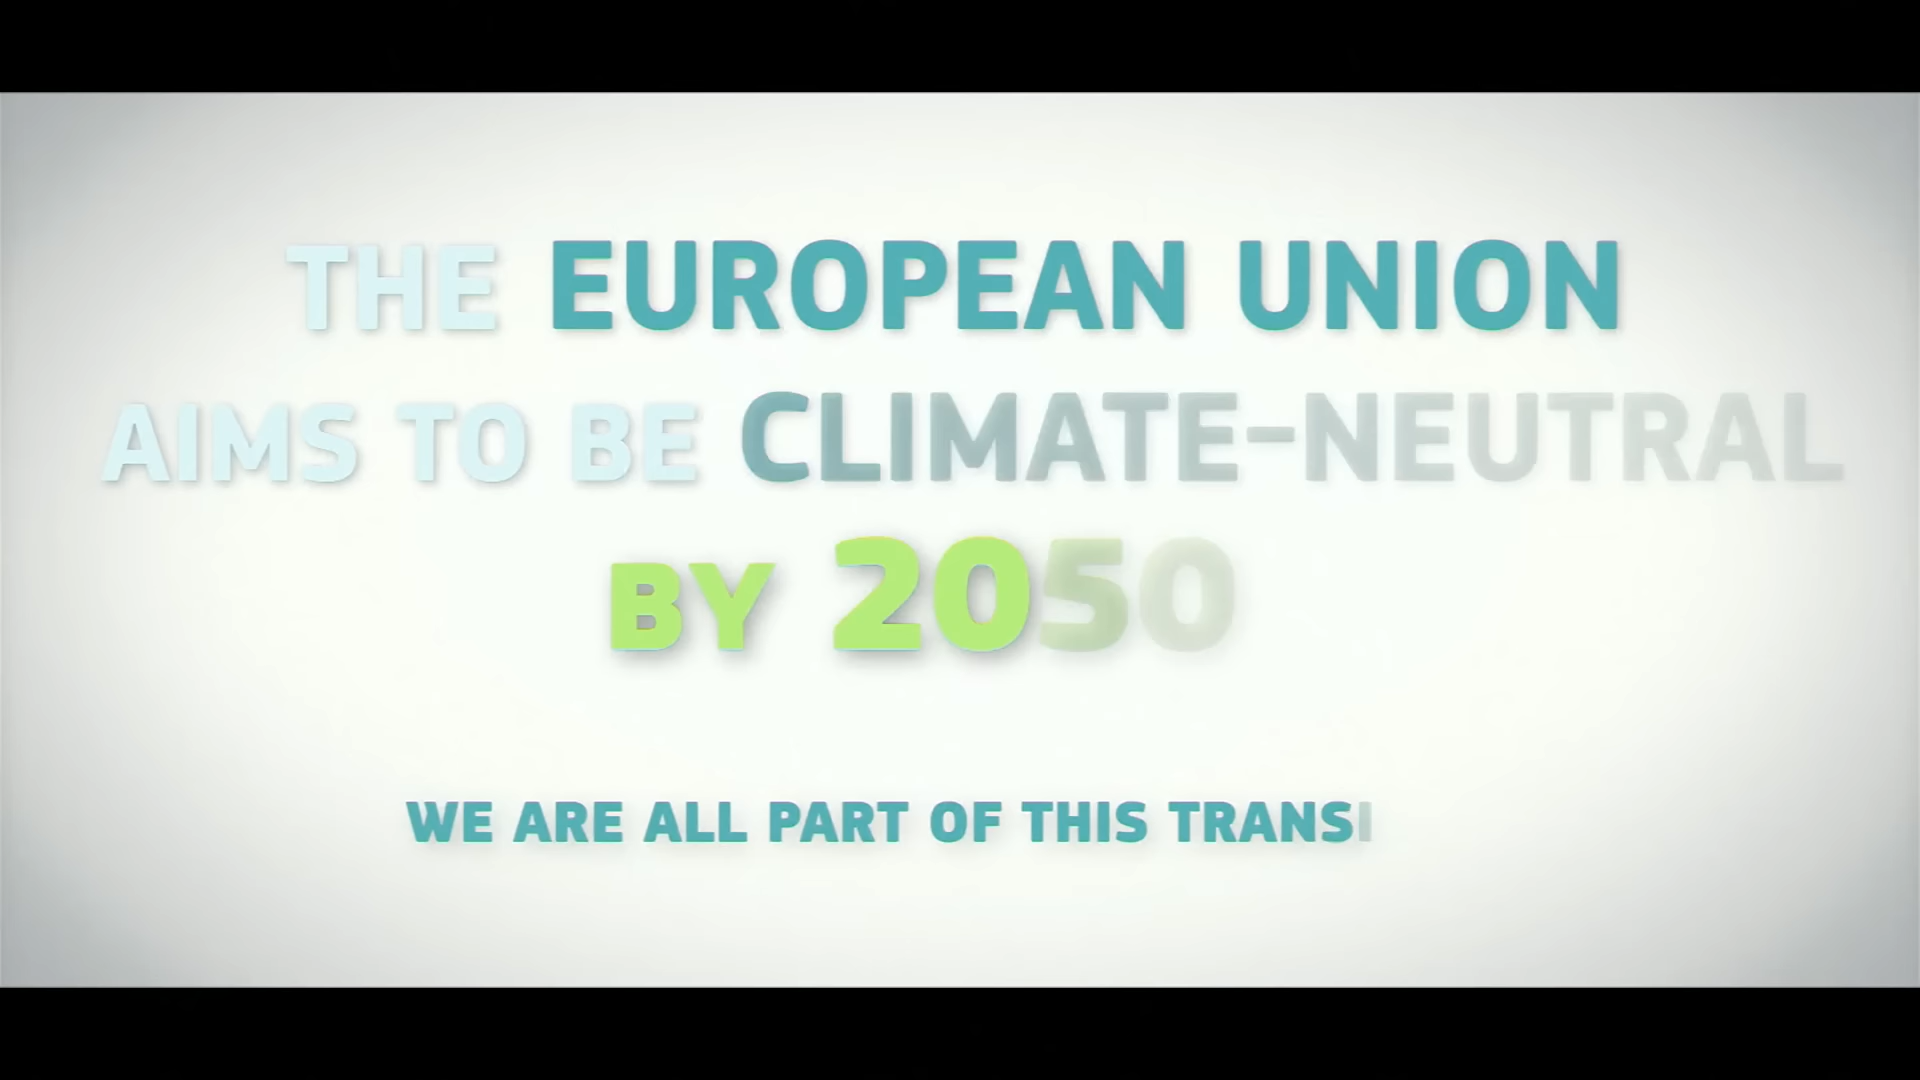 THE EUROPEAN UNION
AIMS TO BE CLIMATE-NEUTRAL
BY 2050
WE ARE ALL PART OF THIS TRANSI